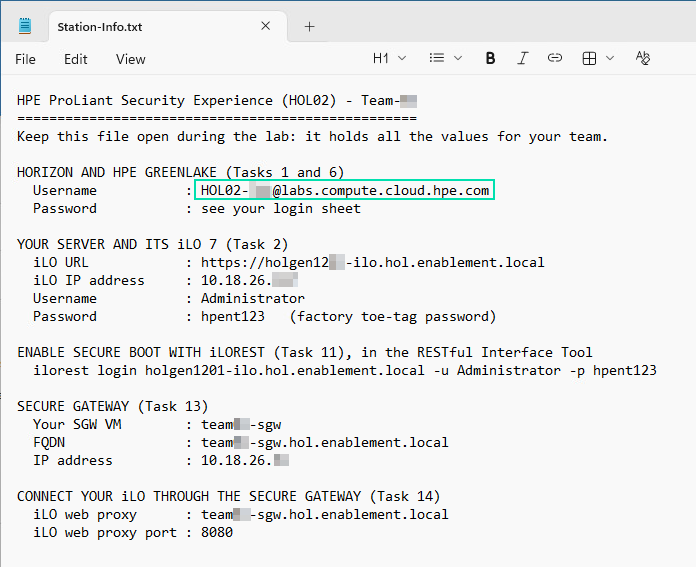 Station-Info.txt
File Edit View H1 B I
HPE ProLiant Security Experience (HOL02) - Team-
==================================================
Keep this file open during the lab: it holds all the values for your team.
HORIZON AND HPE GREENLAKE (Tasks 1 and 6)
Username : HOL02- @labs.compute.cloud.hpe.com
Password : see your login sheet
YOUR SERVER AND ITS iLO 7 (Task 2)
iLO URL : https://holgen12 -ilo.hol.enablement.local
iLO IP address : 10.18.26.
Username : Administrator
Password : hpent123 (factory toe-tag password)
ENABLE SECURE BOOT WITH iLOREST (Task 11), in the RESTful Interface Tool
ilorest login holgen1201-ilo.hol.enablement.local -u Administrator -p hpent123
SECURE GATEWAY (Task 13)
Your SGW VM : team -sgw
FQDN : team -sgw.hol.enablement.local
IP address : 10.18.26.
CONNECT YOUR iLO THROUGH THE SECURE GATEWAY (Task 14)
iLO web proxy : team -sgw.hol.enablement.local
iLO web proxy port : 8080